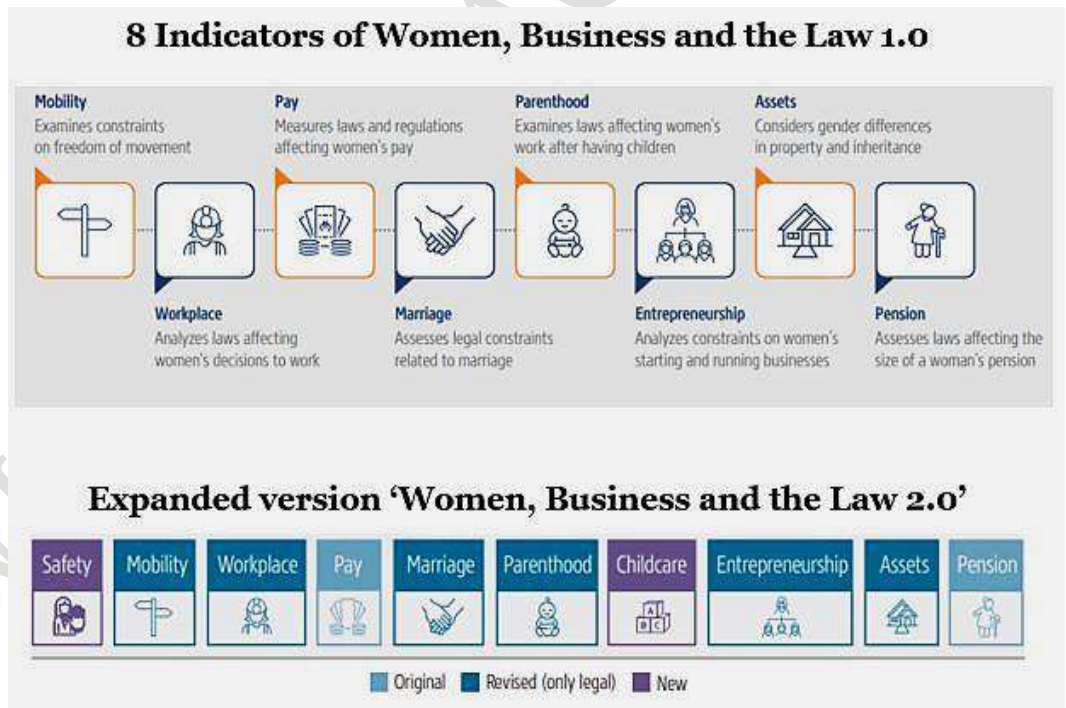 8 Indicators of Women, Business and the Law 1.0
Mobility
Examines constraints
on freedom of movement
Pay
Measures laws and regulations
affecting women's pay
Parenthood
Examines laws affecting women's
work after having children
Assets
Considers gender differences
in property and inheritance
Workplace
Analyzes laws affecting
women's decisions to work
Marriage
Assesses legal constraints
related to marriage
Entrepreneurship
Analyzes constraints on women's
starting and running businesses
Pension
Assesses laws affecting the
size of a woman's pension
Expanded version ‘Women, Business and the Law 2.0’
Safety Mobility Workplace Pay Marriage Parenthood Childcare Entrepreneurship Assets Pension
A
B C
Original Revised (only legal) New